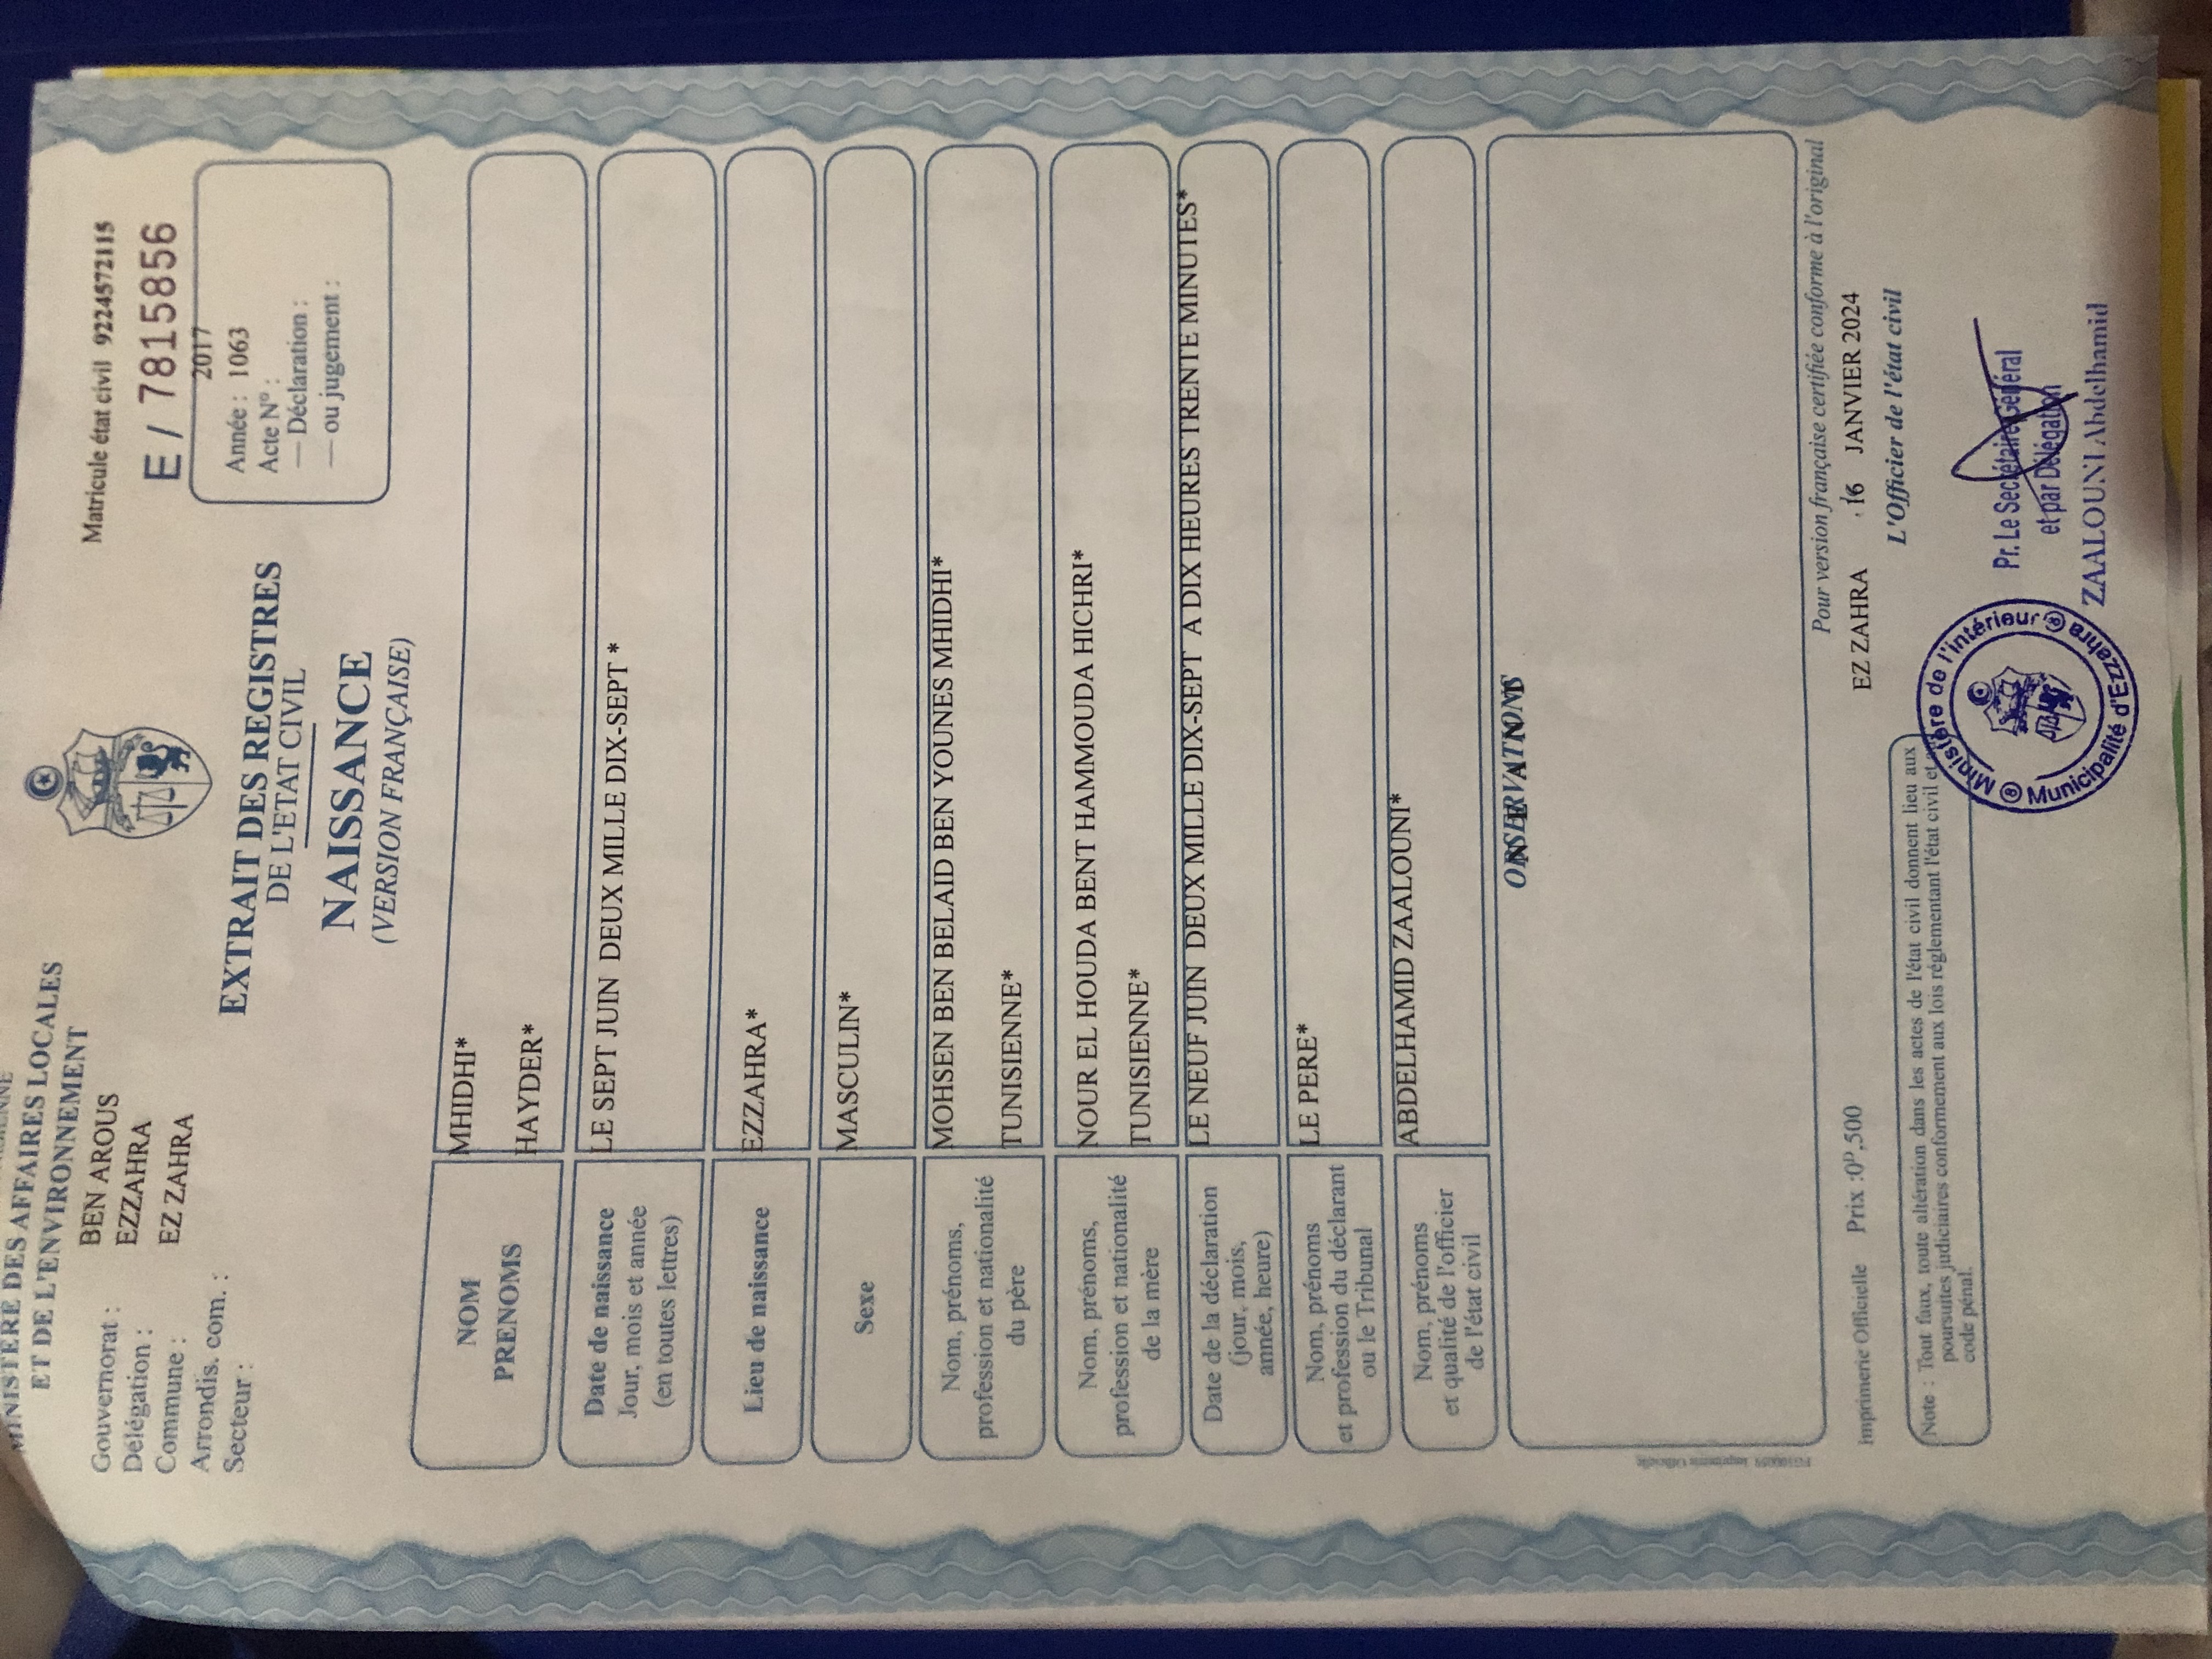 MINISTERE DES AFFAIRES LOCALES
ET DE L'ENVIRONNEMENT
Gouvernorat : BEN AROUS
Délégation : EZZAHRA
Commune : EZ ZAHRA
Arrondis. com. :
Secteur :
Matricule état civil 9224572115
E / 7815856
2017
Année : 1063
Acte N° :
— Déclaration :
— ou jugement :
EXTRAIT DES REGISTRES
DE L'ETAT CIVIL
NAISSANCE
(VERSION FRANÇAISE)
NOM MHIDHI*
PRENOMS HAYDER*
Date de naissance LE SEPT JUIN DEUX MILLE DIX-SEPT *
Jour, mois et année
(en toutes lettres)
Lieu de naissance EZZAHRA*
Sexe MASCULIN*
Nom, prénoms, MOHSEN BEN BELAID BEN YOUNES MHIDHI*
profession et nationalité
du père TUNISIENNE*
Nom, prénoms, NOUR EL HOUDA BENT HAMMOUDA HICHRI*
profession et nationalité
de la mère TUNISIENNE*
Date de la déclaration LE NEUF JUIN DEUX MILLE DIX-SEPT A DIX HEURES TRENTE MINUTES*
(jour, mois,
année, heure)
Nom, prénoms LE PERE*
et profession du déclarant
ou le Tribunal
Nom, prénoms ABDELHAMID ZAALOUNI*
et qualité de l'officier
de l'état civil
OBSERVATIONS
Pour version française certifiée conforme à l'original
Imprimerie Officielle Prix :0ᴰ,500
EZ ZAHRA 16 JANVIER 2024
L'Officier de l'état civil
Note : Tout faux, toute altération dans les actes de l'état civil donnent lieu aux
poursuites judiciaires conformement aux lois réglementant l'état civil et
code pénal.
Ministère de l'intérieur
Municipalité d'Ezzahra
Pr. Le Secrétaire Général
et par Délégation
ZAALOUNI Abdelhamid